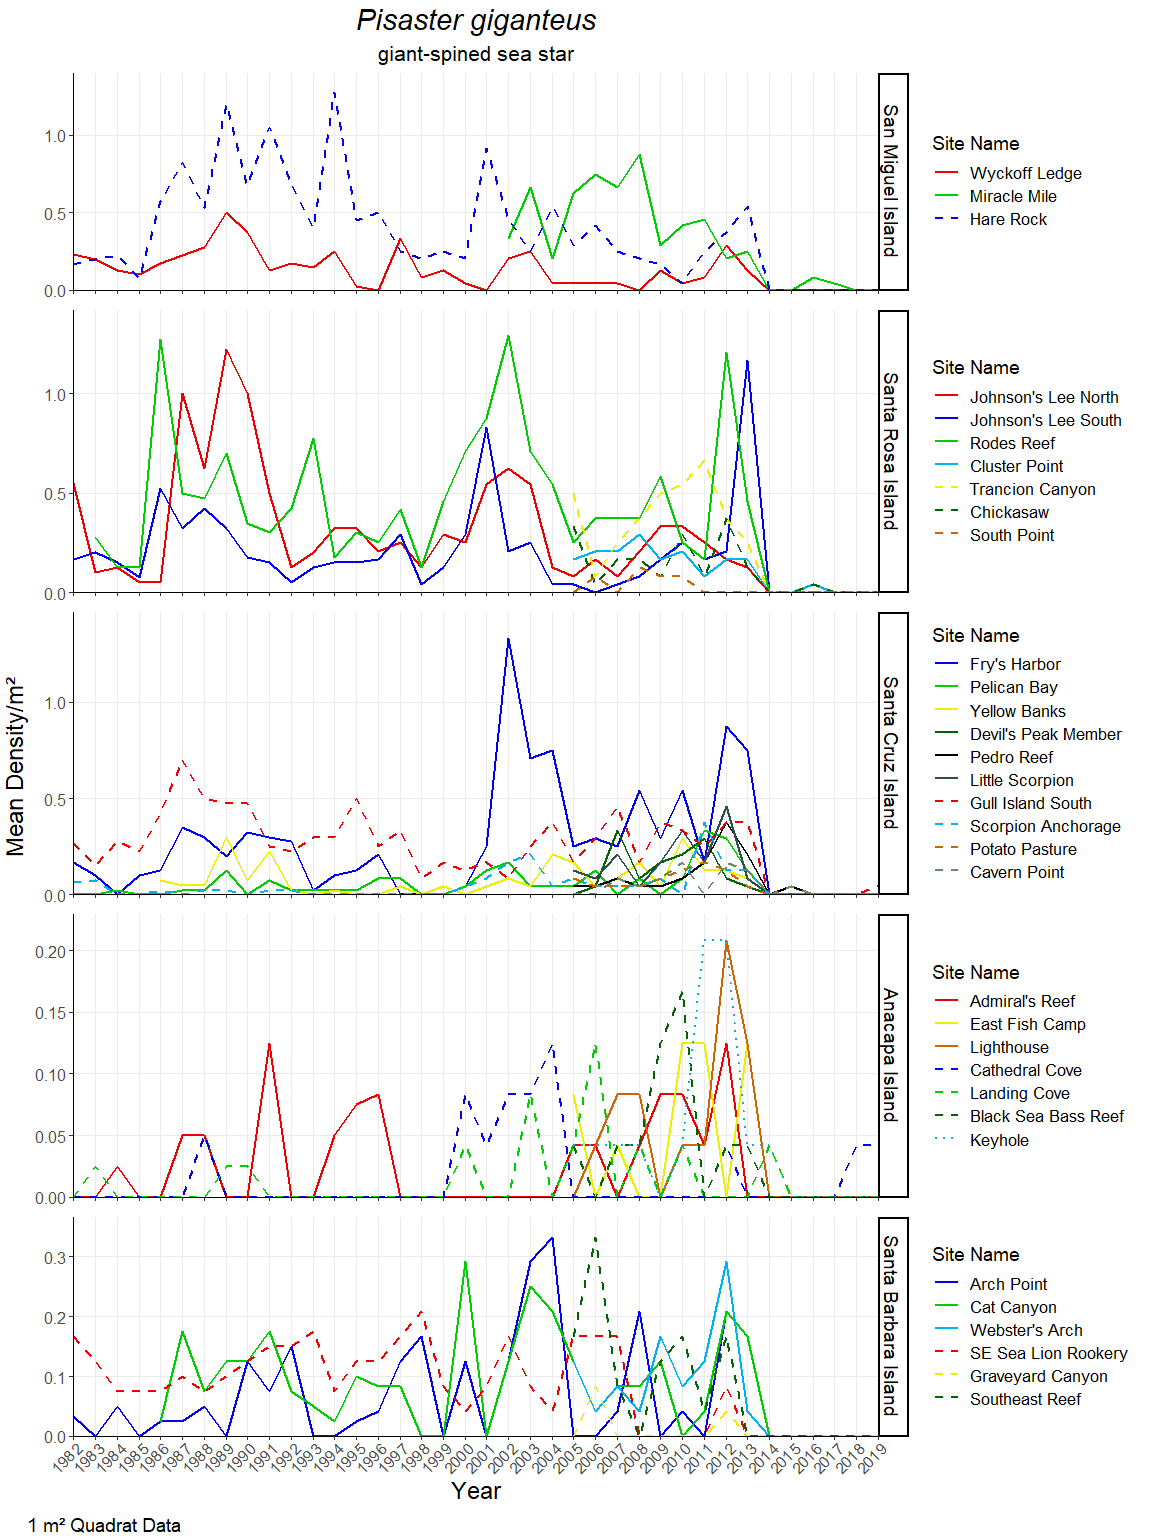 Pisaster giganteus
giant-spined sea star
Mean Density/m²
1.0
0.5
0.0
San Miguel Island
Site Name
Wyckoff Ledge
Miracle Mile
Hare Rock
1.0
0.5
0.0
Santa Rosa Island
Site Name
Johnson's Lee North
Johnson's Lee South
Rodes Reef
Cluster Point
Trancion Canyon
Chickasaw
South Point
1.0
0.5
0.0
Santa Cruz Island
Site Name
Fry's Harbor
Pelican Bay
Yellow Banks
Devil's Peak Member
Pedro Reef
Little Scorpion
Gull Island South
Scorpion Anchorage
Potato Pasture
Cavern Point
0.20
0.15
0.10
0.05
0.00
Anacapa Island
Site Name
Admiral's Reef
East Fish Camp
Lighthouse
Cathedral Cove
Landing Cove
Black Sea Bass Reef
Keyhole
0.3
0.2
0.1
0.0
Santa Barbara Island
Site Name
Arch Point
Cat Canyon
Webster's Arch
SE Sea Lion Rookery
Graveyard Canyon
Southeast Reef
1982 1983 1984 1985 1986 1987 1988 1989 1990 1991 1992 1993 1994 1995 1996 1997 1998 1999 2000 2001 2002 2003 2004 2005 2006 2007 2008 2009 2010 2011 2012 2013 2014 2015 2016 2017 2018 2019
Year
1 m² Quadrat Data